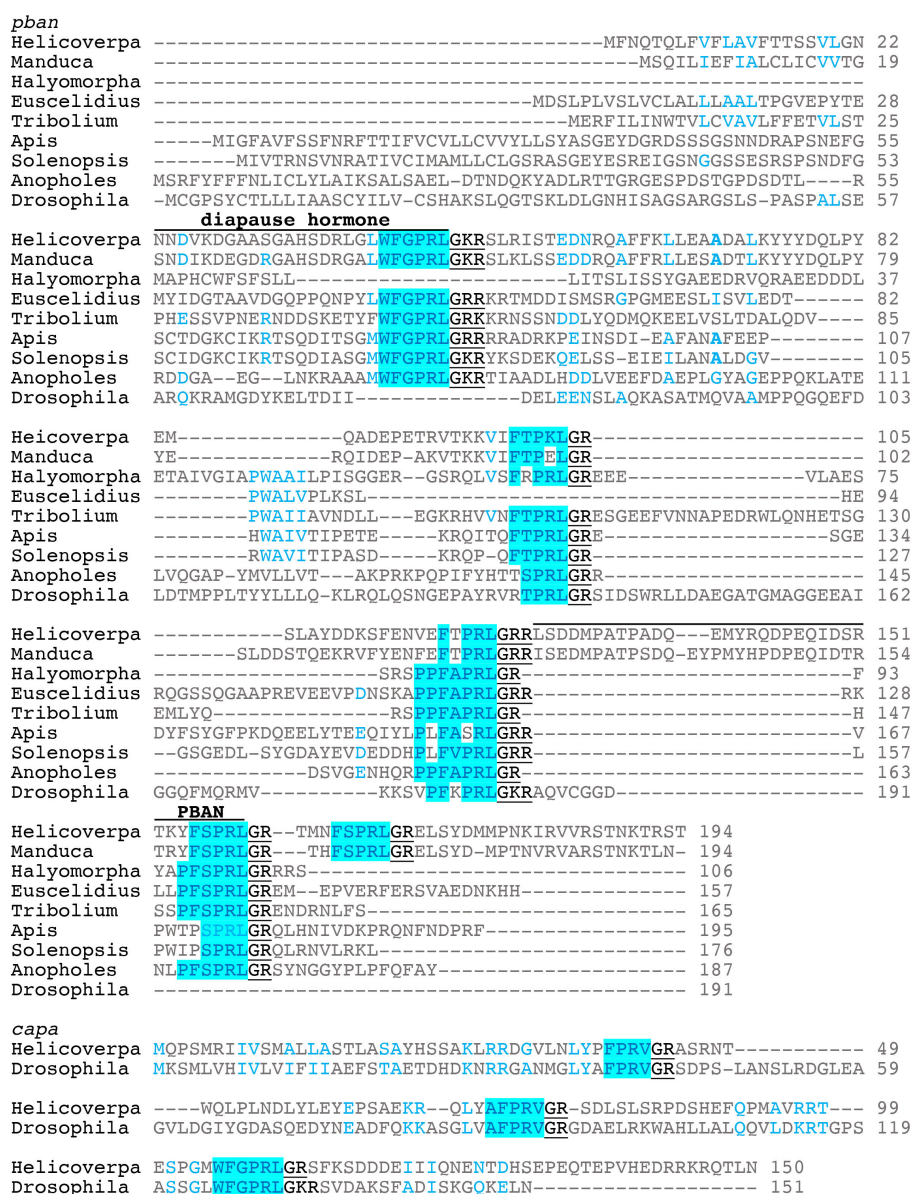 pban
Helicoverpa --------------------------------------MFNQTQLFVFLAVFTTSSVLGN 22
Manduca -----------------------------------------MSQILIEFIALCLICVVTG 19
Halyomorpha ------------------------------------------------------------
Euscelidius --------------------------------MDSLPLVSLVCLALLLAALTPGVEPYTE 28
Tribolium -----------------------------------MERFILINWTVLCVAVLFFETVLST 25
Apis -----MIGFAVFSSFNRFTTIFVCVLLCVVYLLSYASGEYDGRDSSSGSNNDRAPSNEFG 55
Solenopsis -------MIVTRNSVNRATIVCIMAMLLCLGSRASGEYESREIGSNGGSSESRSPSNDFG 53
Anopholes MSRFYFFFNLICLYLAIKSALSAEL-DTNDQKYADLRTTGRGESPDSTGPDSDTL----R 55
Drosophila -MCGPSYCTLLLIAASCYILV-CSHAKSLQGTSKLDLGNHISAGSARGSLS-PASPALSE 57
diapause hormone
Helicoverpa NNDVKDGAASGAHSDRLGLWFGPRLGKRSLRISTEDNRQAFFKLLEAADALKYYYDQLPY 82
Manduca SNDIKDEGDRGAHSDRGALWFGPRLGKRSLKLSSEDDRQAFFRLLESADTLKYYYDQLPY 79
Halyomorpha MAPHCWFSFSLL-----------------LITSLISSYGAEDRVQRAEEDDDL 37
Euscelidius MYIDGTAAVDGQPPQNPYLWFGPRLGRRKRTMDDISMSRGPGMEESLISVLEDT------ 82
Tribolium PHESSVPNERNDDSKETYFWFGPRLGRKKRNSSNDDLYQDMQKEELVSLTDALQDV---- 85
Apis SCTDGKCIKRTSQDITSGMWFGPRLGRRRRADRKPEINSDI-EAFANAFEEP-- 107
Solenopsis SCIDGKCIKRTSQDIASGMWFGPRLGKRYKSDEKQELSS-EIEILANALDGV-- 105
Anopholes RDDGA--EG--LNKRAAAMWFGPRLGKRTIAADLHDDLVEEFDAEPLGYAGEPPQKLATE 111
Drosophila ARQKRAMGDYKELTDII--------------DELEENSLAQKASATMQVAAMPPQGQEFD 103
Heicoverpa EM--------------QADEPETRVTKKVIFTPKLGR----------------------- 105
Manduca YE--------------RQIDEP-AKVTKKVIFTPELGR---------------------- 102
Halyomorpha ETAIVGIAPWAAILPISGGER--GSRQLVSFRPRLGREEE---------------VLAES 75
Euscelidius --------PWALVPLKSL----------------------------------------HE 94
Tribolium --------PWAIIAVNDLL---EGKRHVVNFTPRLGRESGEEFVNNAPEDRWLQNHETSG 130
Apis --------HWAIVTIPETE----KRQITQFTPRLGRE-------------------SGE 134
Solenopsis --------RWAVITIPASD----KRQP-QFTPRLGR----------------------- 127
Anopholes LVQGAP-YMVLLVT---AKPRKPQPIFYHTTSPRLGRR---------------------- 145
Drosophila LDTMPPLTYYLLLQ-KLRQLQSNGEPAYRVRTPRLGRSIDSWRLLDAEGATGMAGGEEAI 162
Helicoverpa -----------SLAYDDKSFENVEFTPRLGRRLSDDMPATPADQ---EMYRQDPEQIDSR 151
Manduca -------SLDDSTQEKRVFYENFEFTPRLGRRISEDMPATPSDQ-EYPMYHPDPEQIDTR 154
Halyomorpha -------------------SRSPPFAPRLGR----------------------------F 93
Euscelidius RQGSSQGAAPREVEEVPDNSKAPPFAPRLGRR--------------------------RK 128
Tribolium EMLYQ---------------RSPPFAPRLGR----------------------------H 147
Apis DYFSYGFPKDQEELYTEEQIYLPLFASRLGRR---------------------------V 167
Solenopsis --GSGEDL-SYGDAYEVDEDDHPLFVPRLGRR---------------------------L 157
Anopholes -------------DSVGENHQRPPFAPRLGR----------------------------- 163
Drosophila GGQFMQRMV----------KKSVPFKPRLGKRAQVCGGD--------------------- 191
PBAN
Helicoverpa TKYFSPRLGR--TMNFSPRLGRELSYDMMPNKIRVVRSTNKTRST 194
Manduca TRYFSPRLGR--THFSPRLGRELSYD-MPTNVRVARSTNKTLN- 194
Halyomorpha YAPFSPRLGRRRS-------------------------------- 106
Euscelidius LLPFSPRLGREM--EPVERFERSVAEDNKHH-------------- 157
Tribolium SSPFSPRLGRENDRNLFS--------------------------- 165
Apis PWTPSPRLGRQLHNIVDKPRQNFNDPRF----------------- 195
Solenopsis PWIPSPRLGRQLRNVLRKL-------------------------- 176
Anopholes NLPFSPRLGRSYNGGYPLPFQFAY--------------------- 187
Drosophila --------------------------------------------- 191
capa
Helicoverpa MQPSMRIIVSMALLASTLASAYHSSAKLRRDGVLNLYPFPRVGRASRNT----------- 49
Drosophila MKSMLVHIVLVIFIIAEFSTAETDHDKNRRGANMGLYAFPRVGRSDPS-LANSLRDGLEA 59
Helicoverpa ----WQLPLNDLYLEYEPSAEKR--QLYAFPRVGR-SDLSLSRPDSHEFQPMAVRRT--- 99
Drosophila GVLDGIYGDASQEDYNEADFQKKASGLVAFPRVGRGDAELRKWAHLLALQQVLDKRTGPS 119
Helicoverpa ESPGMWFGPRLGRSFKSDDDEIIIQNENTDHSEPEQTEPVHEDRRKRQTLN 150
Drosophila ASSGLWFGPRLGKRSVDAKSFADISKGQKELN------------------- 151